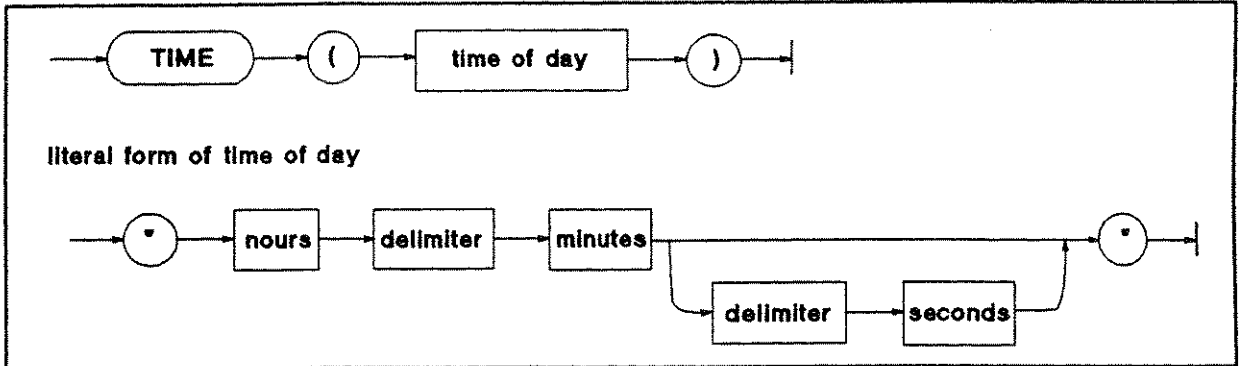 TIME ( time of day )
literal form of time of day
" nours delimiter minutes "
delimiter seconds